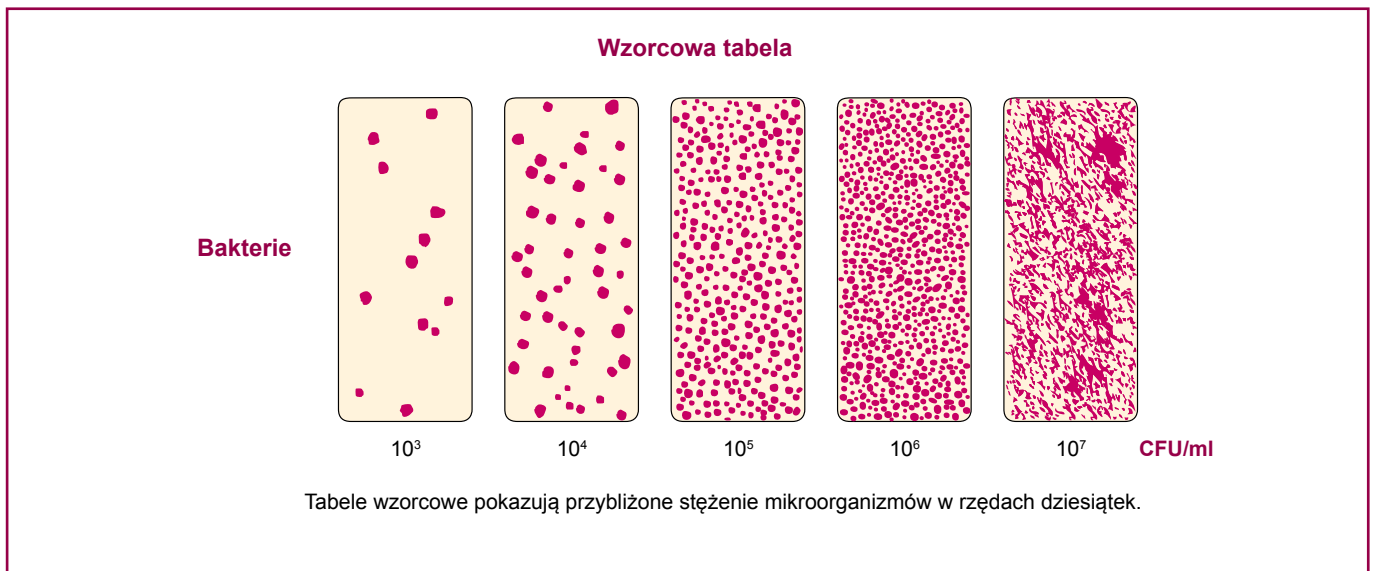 Wzorcowa tabela
Bakterie
10³ 10⁴ 10⁵ 10⁶ 10⁷ CFU/ml
Tabele wzorcowe pokazują przybliżone stężenie mikroorganizmów w rzędach dziesiątek.